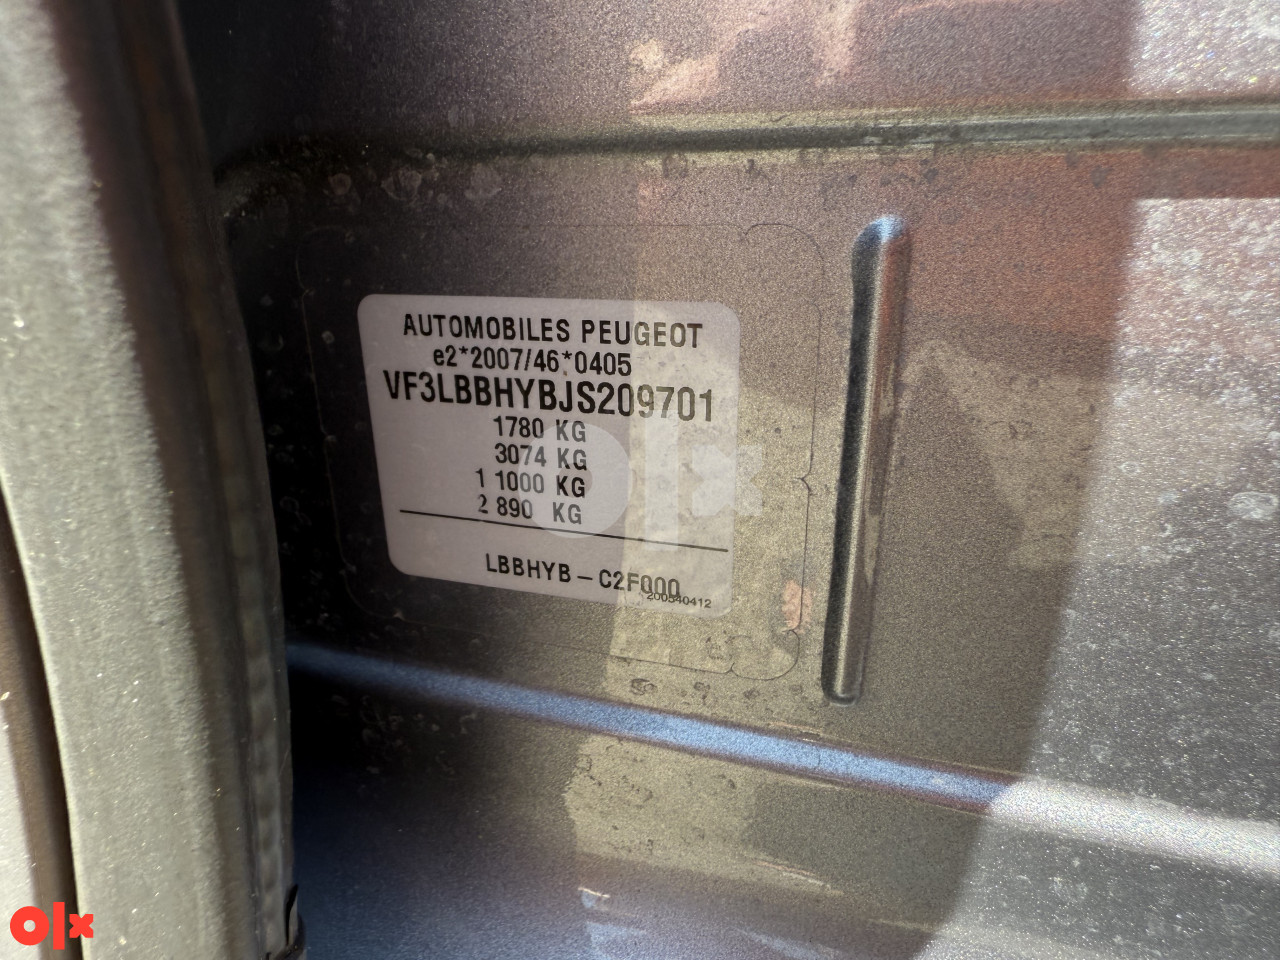 AUTOMOBILES PEUGEOT
e2*2007/46*0405
VF3LBBHYBJS209701
1780 KG
3074 KG
1 1000 KG
2 890 KG
LBBHYB-C2F000
200540412
olx
olx